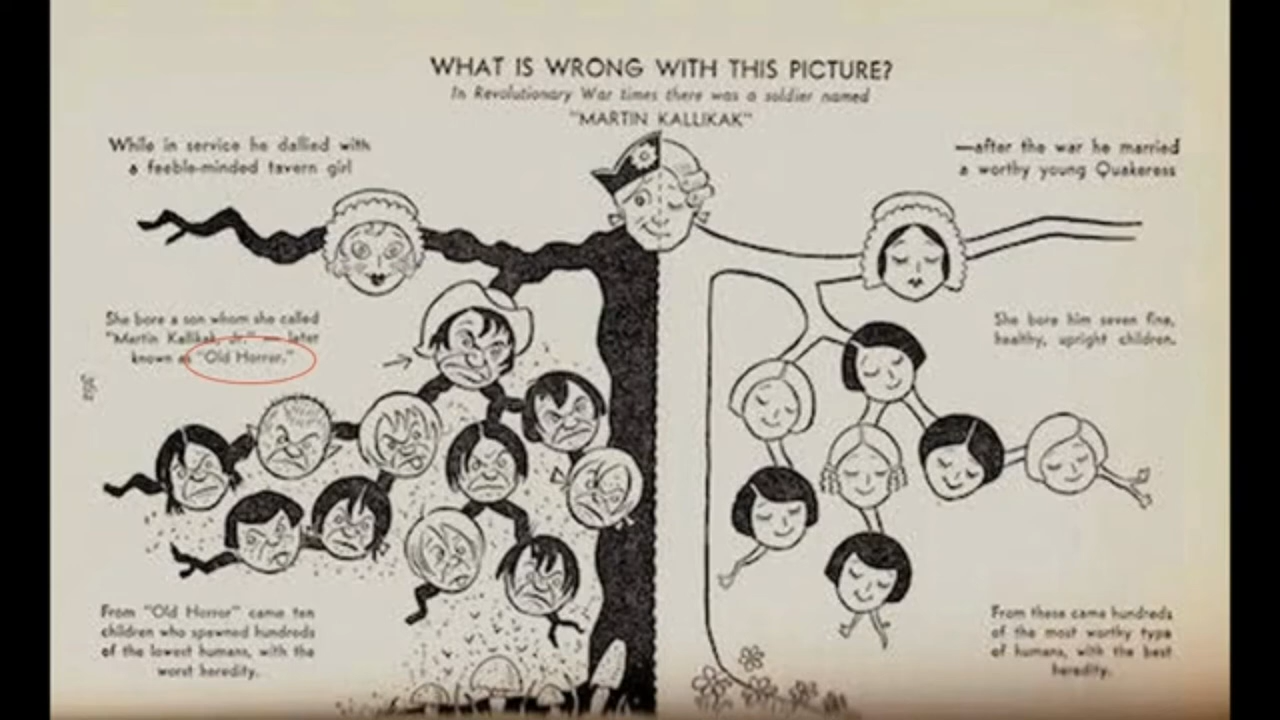 WHAT IS WRONG WITH THIS PICTURE?
In Revolutionary War times there was a soldier named
"MARTIN KALLIKAK"
While in service he dallied with
a feeble-minded tavern girl
—after the war he married
a worthy young Quakeress
She bore a son whom she called
"Martin Kallikak Jr." — later
known as "Old Horror."
She bore him seven fine,
healthy, upright children.
From "Old Horror" came ten
children who spawned hundreds
of the lowest humans, with the
worst heredity.
From these came hundreds
of the most worthy type
of humans, with the best
heredity.